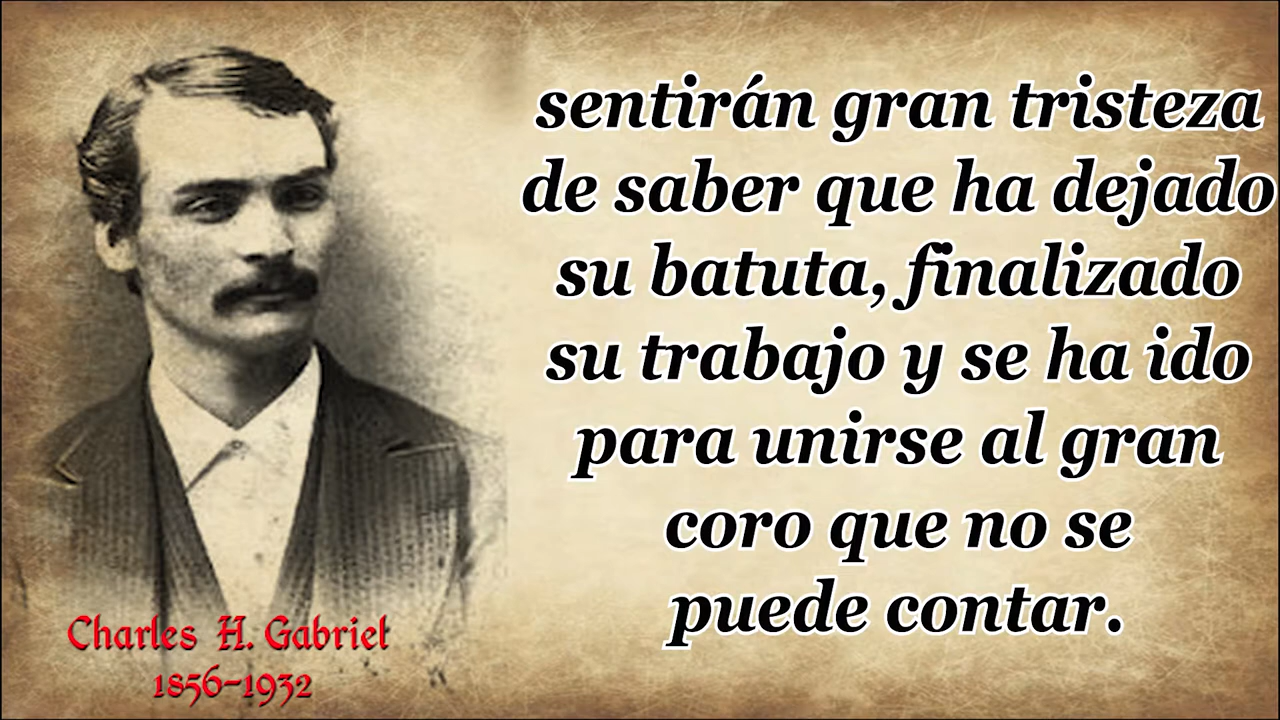 sentirán gran tristeza
de saber que ha dejado
su batuta, finalizado
su trabajo y se ha ido
para unirse al gran
coro que no se
puede contar.
Charles H. Gabriel
1856-1932